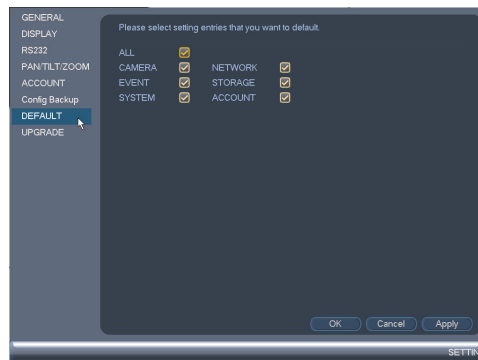 GENERAL
DISPLAY
RS232
PAN/TILT/ZOOM
ACCOUNT
Config Backup
DEFAULT
UPGRADE
Please select setting entries that you want to default.
ALL
CAMERA NETWORK
EVENT STORAGE
SYSTEM ACCOUNT
OK Cancel Apply
SETTIN